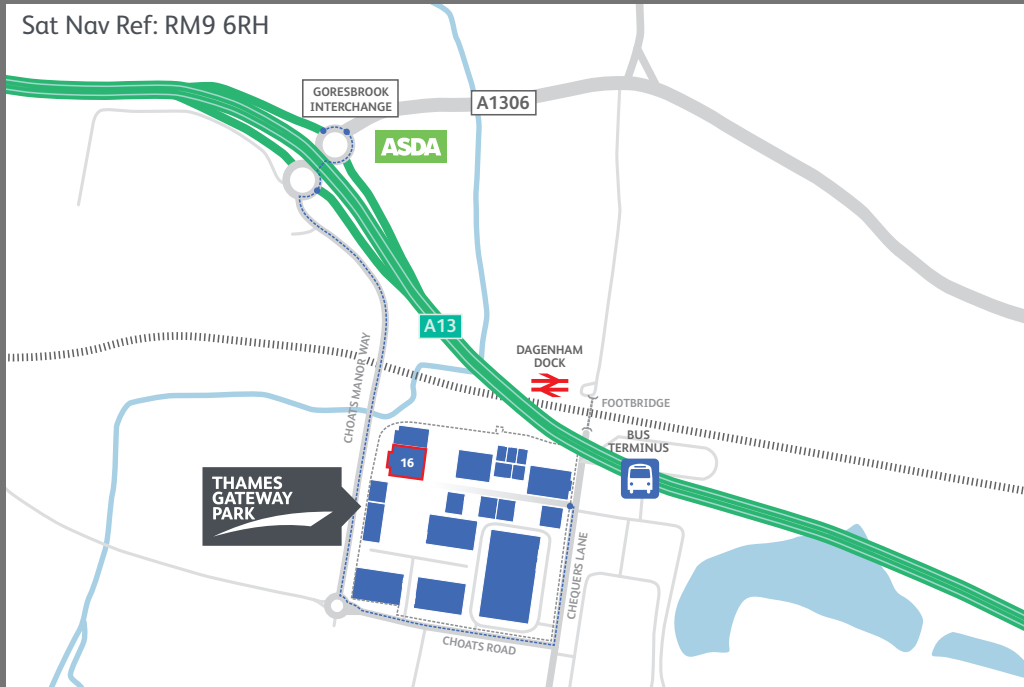 Sat Nav Ref: RM9 6RH
GORESBROOK
INTERCHANGE
A1306
ASDA
A13
DAGENHAM
DOCK
CHOATS MANOR WAY
FOOTBRIDGE
BUS
TERMINUS
16
THAMES
GATEWAY
PARK
CHEQUERS LANE
CHOATS ROAD